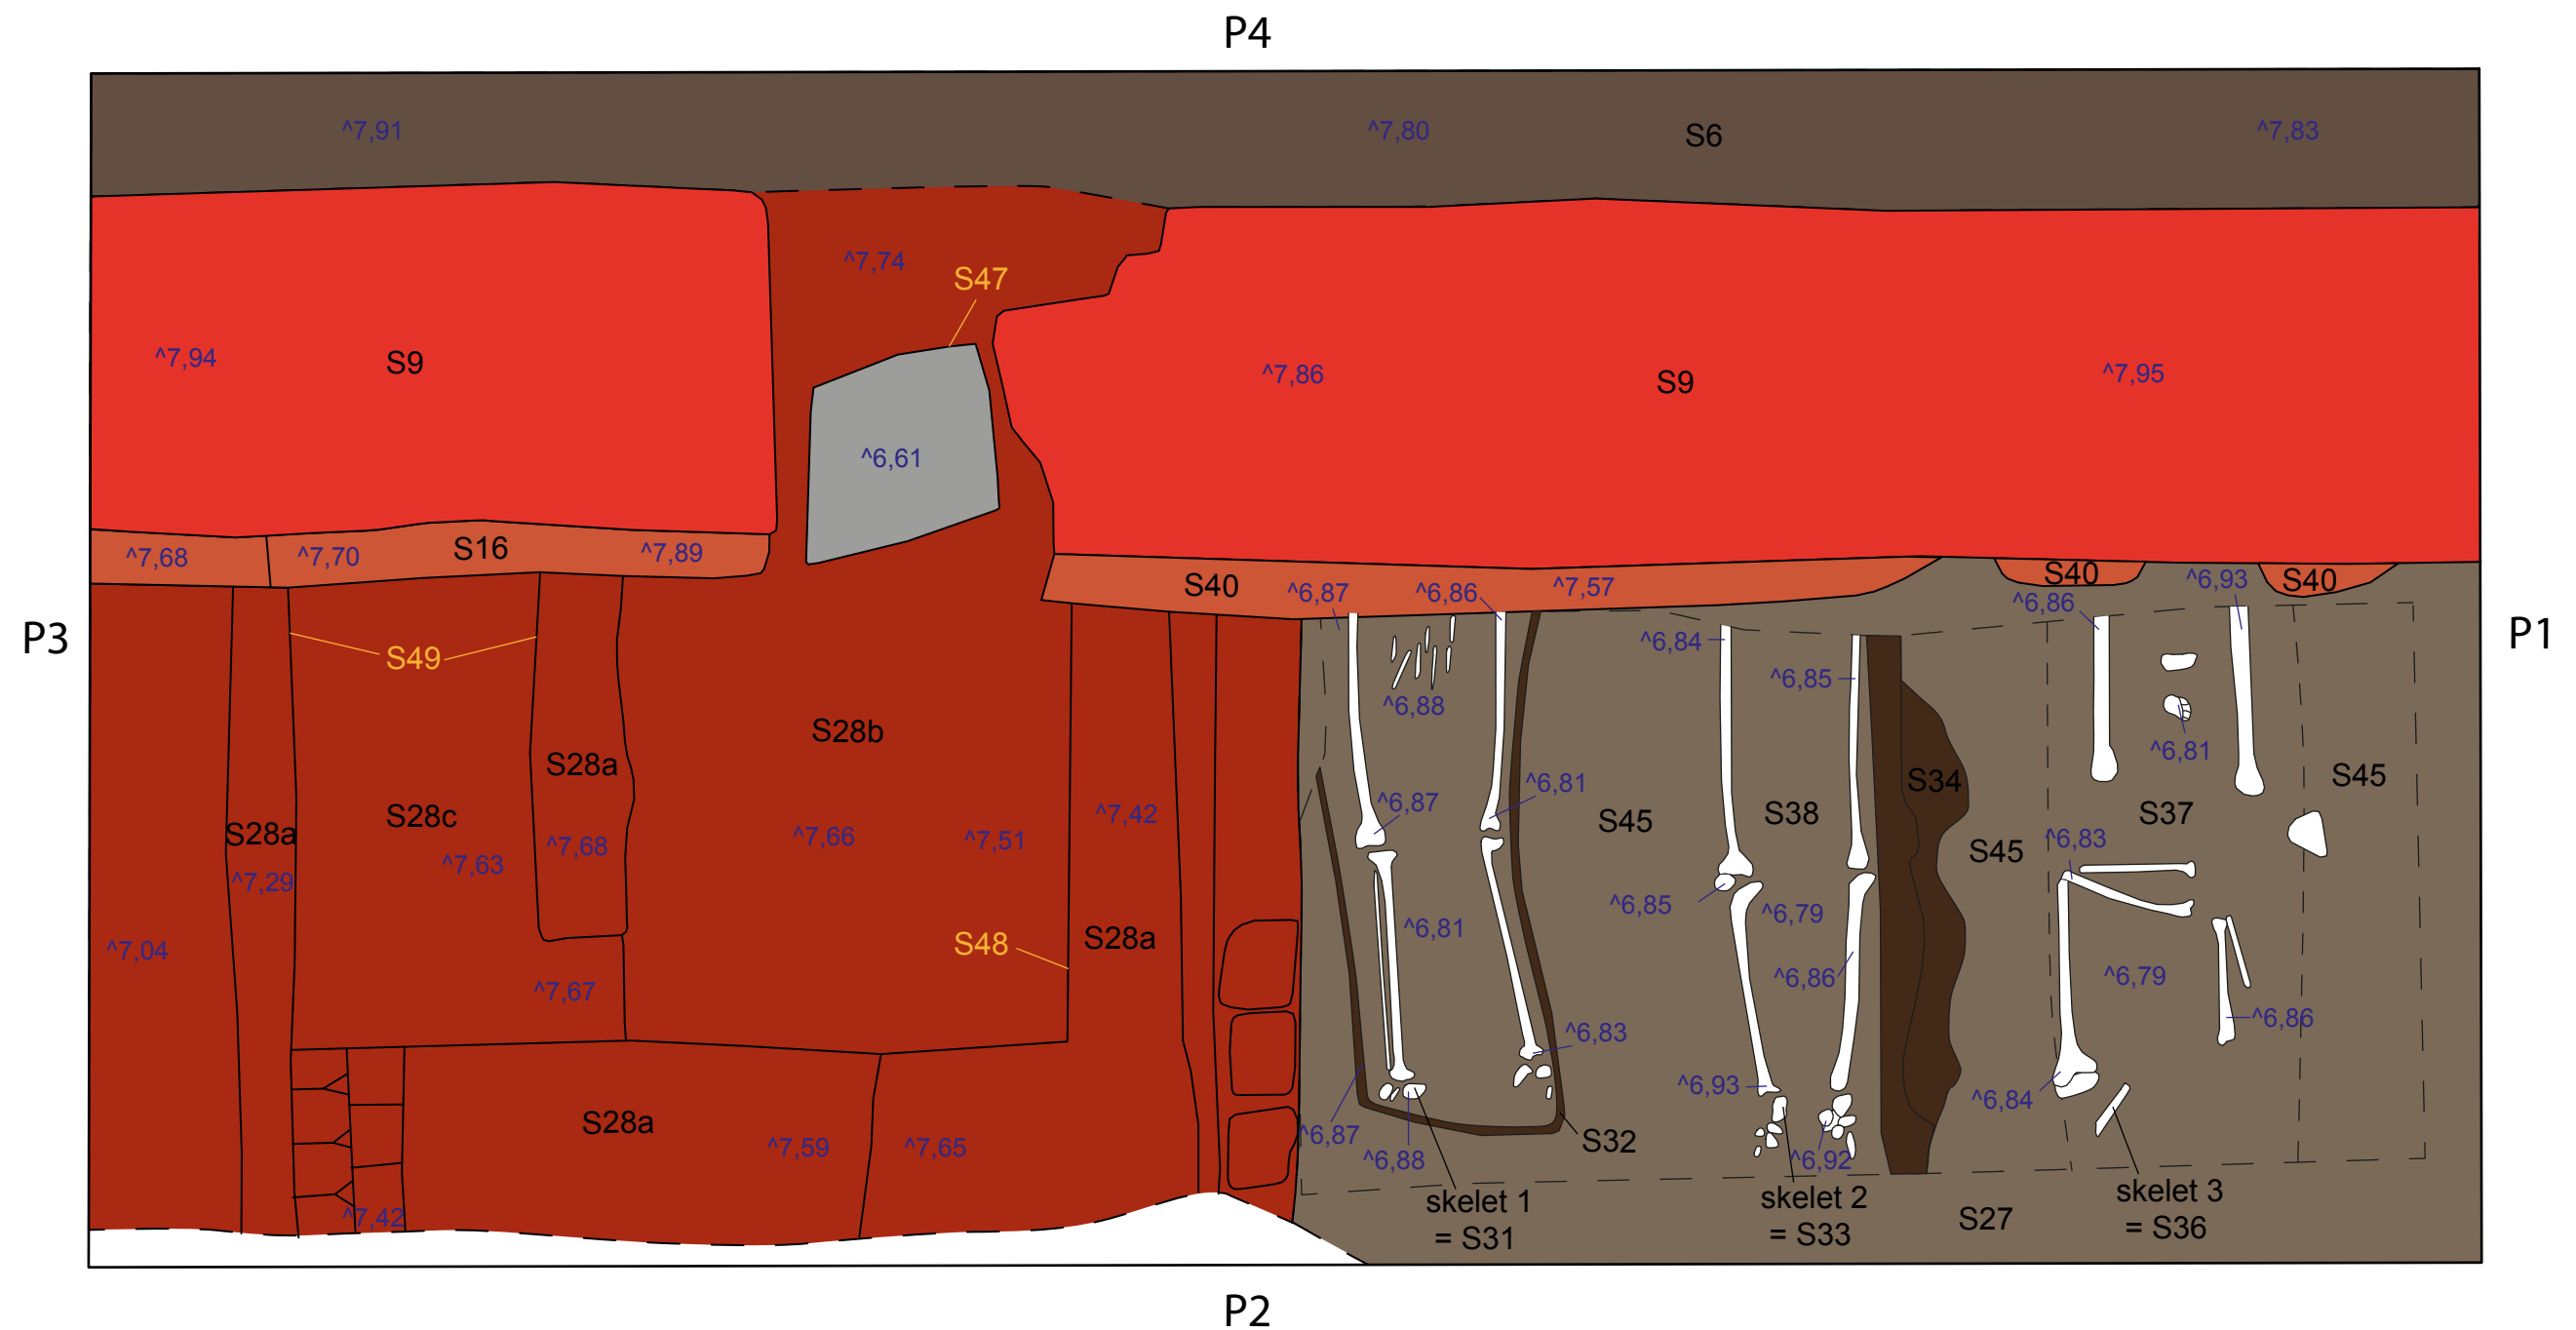 P4
^7,91
^7,80
S6
^7,83
^7,74
S47
^7,94
S9
^7,86
S9
^7,95
^6,61
^7,68
^7,70
S16
^7,89
S40
^6,87
^6,86
^7,57
S40
^6,93
S40
^6,86
P3
P1
S49
^6,84
^6,85
^6,88
S28b
^6,81
S28a
S34
S45
^6,81
^6,87
S28c
^7,42
S45
S38
S37
S28a
^7,66
^7,51
^7,68
^6,83
S45
^7,63
^7,29
^6,85
^6,79
^6,81
S28a
S48
^7,04
^7,67
^6,86
^6,79
^6,86
^6,83
^6,93
^6,84
S28a
^7,59
^7,65
^6,87
S32
^6,88
^6,92
skelet 1
= S31
skelet 2
= S33
skelet 3
= S36
^7,42
S27
P2